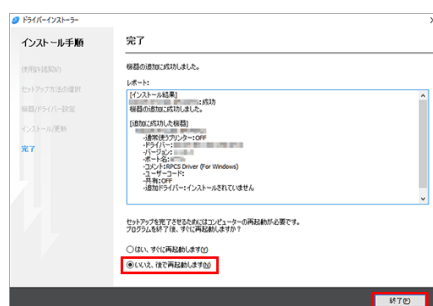 ドライバーインストーラー
インストール手順
完了
使用許諾契約
セットアップ方法の選択
機器/ドライバー設定
インストール/更新
完了
機器の追加に成功しました。
レポート:
[インストール結果]
:成功
機器の追加に成功しました。
[追加に成功した機器]
-通常使うプリンター:OFF
-ドライバー:
-バージョン:
-ポート名:
-コメント:RPCS Driver (For Windows)
-ユーザーコード:
-共有:OFF
-追加ドライバー:インストールされていません
セットアップを完了させるためにはコンピューターの再起動が必要です。
プログラムを終了後、すぐに再起動しますか?
はい、すぐに再起動します(Y)
いいえ、後で再起動します(N)
終了(F)